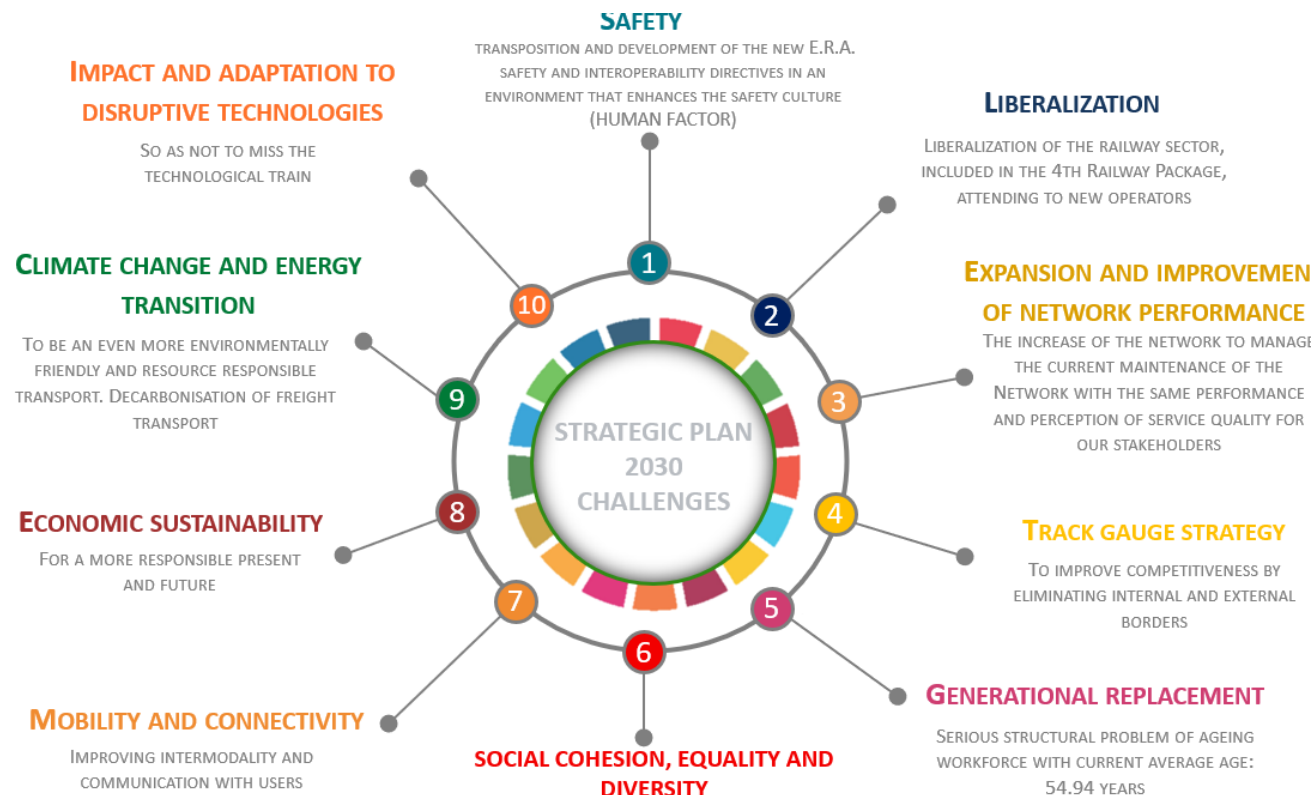 SAFETY
TRANSPOSITION AND DEVELOPMENT OF THE NEW E.R.A.
SAFETY AND INTEROPERABILITY DIRECTIVES IN AN
ENVIRONMENT THAT ENHANCES THE SAFETY CULTURE
(HUMAN FACTOR)
1
LIBERALIZATION
LIBERALIZATION OF THE RAILWAY SECTOR,
INCLUDED IN THE 4TH RAILWAY PACKAGE,
ATTENDING TO NEW OPERATORS
2
EXPANSION AND IMPROVEMEN
OF NETWORK PERFORMANCE
THE INCREASE OF THE NETWORK TO MANAGE
THE CURRENT MAINTENANCE OF THE
NETWORK WITH THE SAME PERFORMANCE
AND PERCEPTION OF SERVICE QUALITY FOR
OUR STAKEHOLDERS
3
TRACK GAUGE STRATEGY
TO IMPROVE COMPETITIVENESS BY
ELIMINATING INTERNAL AND EXTERNAL
BORDERS
4
GENERATIONAL REPLACEMENT
SERIOUS STRUCTURAL PROBLEM OF AGEING
WORKFORCE WITH CURRENT AVERAGE AGE:
54.94 YEARS
5
SOCIAL COHESION, EQUALITY AND
DIVERSITY
6
MOBILITY AND CONNECTIVITY
IMPROVING INTERMODALITY AND
COMMUNICATION WITH USERS
7
ECONOMIC SUSTAINABILITY
FOR A MORE RESPONSIBLE PRESENT
AND FUTURE
8
CLIMATE CHANGE AND ENERGY
TRANSITION
TO BE AN EVEN MORE ENVIRONMENTALLY
FRIENDLY AND RESOURCE RESPONSIBLE
TRANSPORT. DECARBONISATION OF FREIGHT
TRANSPORT
9
IMPACT AND ADAPTATION TO
DISRUPTIVE TECHNOLOGIES
SO AS NOT TO MISS THE
TECHNOLOGICAL TRAIN
10
STRATEGIC PLAN
2030
CHALLENGES